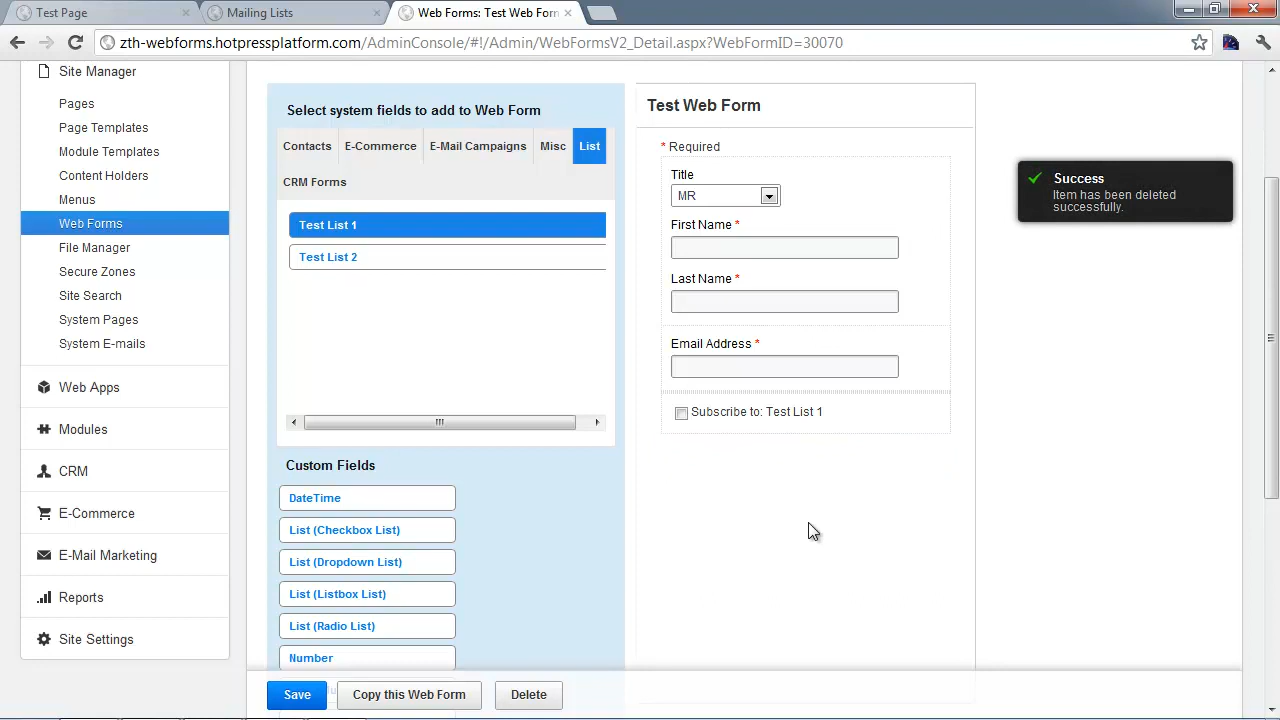 Test Page
Mailing Lists
Web Forms: Test Web Form
zth-webforms.hotpressplatform.com/AdminConsole/#!/Admin/WebFormsV2_Detail.aspx?WebFormID=30070
Site Manager
Pages
Page Templates
Module Templates
Content Holders
Menus
Web Forms
File Manager
Secure Zones
Site Search
System Pages
System E-mails
Web Apps
Modules
CRM
E-Commerce
E-Mail Marketing
Reports
Site Settings
Select system fields to add to Web Form
Contacts E-Commerce E-Mail Campaigns Misc List
CRM Forms
Test List 1
Test List 2
Custom Fields
DateTime
List (Checkbox List)
List (Dropdown List)
List (Listbox List)
List (Radio List)
Number
Test Web Form
* Required
Title
MR
First Name *
Last Name *
Email Address *
Subscribe to: Test List 1
Success
Item has been deleted
successfully.
Save Copy this Web Form Delete